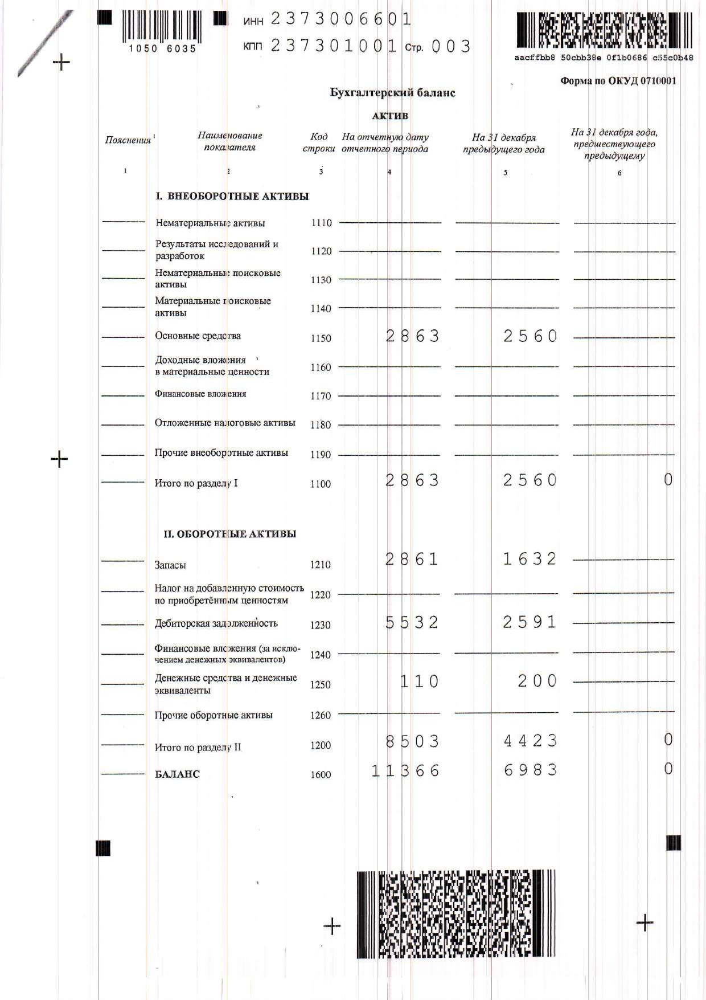 ИНН 2373006601
1050 6035
КПП 237301001 Стр. 003
aacffbb8 50cbb38e 0f1b0686 c55c0b48
Форма по ОКУД 0710001
Бухгалтерский баланс
АКТИВ
Пояснения 1 Наименование показателя Код строки На отчетную дату отчетного периода На 31 декабря предыдущего года На 31 декабря года, предшествующего предыдущему
1 2 3 4 5 6
I. ВНЕОБОРОТНЫЕ АКТИВЫ
Нематериальные активы 1110
Результаты исследований и разработок 1120
Нематериальные поисковые активы 1130
Материальные поисковые активы 1140
Основные средства 1150 2863 2560
Доходные вложения в материальные ценности 1160
Финансовые вложения 1170
Отложенные налоговые активы 1180
Прочие внеоборотные активы 1190
Итого по разделу I 1100 2863 2560 0
II. ОБОРОТНЫЕ АКТИВЫ
Запасы 1210 2861 1632
Налог на добавленную стоимость по приобретённым ценностям 1220
Дебиторская задолженность 1230 5532 2591
Финансовые вложения (за исключением денежных эквивалентов) 1240
Денежные средства и денежные эквиваленты 1250 110 200
Прочие оборотные активы 1260
Итого по разделу II 1200 8503 4423 0
БАЛАНС 1600 11366 6983 0